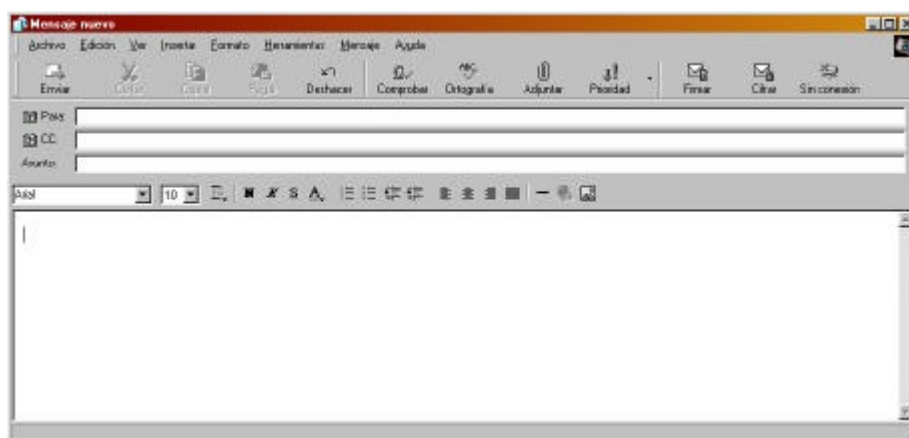 Mensaje nuevo
Archivo Edición Ver Insertar Formato Herramientas Mensaje Ayuda
Enviar Cortar Copiar Pegar Deshacer Comprobar Ortografía Adjuntar Prioridad Firmar Cifrar Sin conexión
Para:
CC:
Asunto:
Arial 10 N K S A